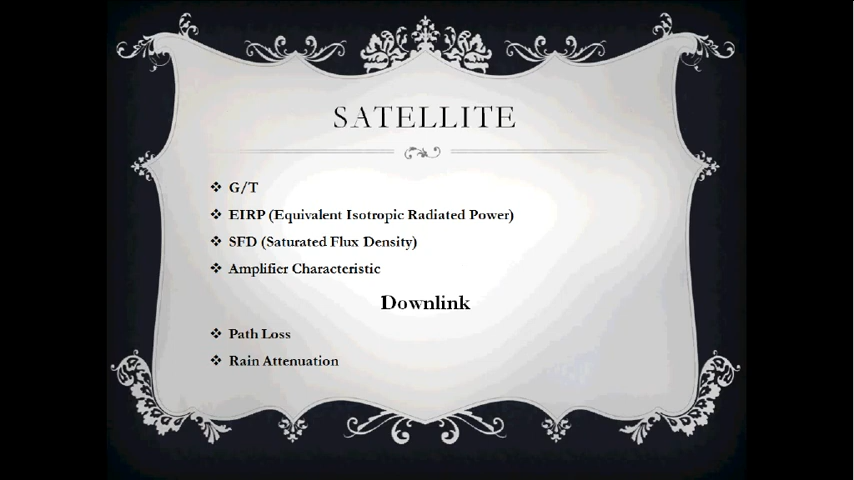 SATELLITE
❖ G/T
❖ EIRP (Equivalent Isotropic Radiated Power)
❖ SFD (Saturated Flux Density)
❖ Amplifier Characteristic
Downlink
❖ Path Loss
❖ Rain Attenuation